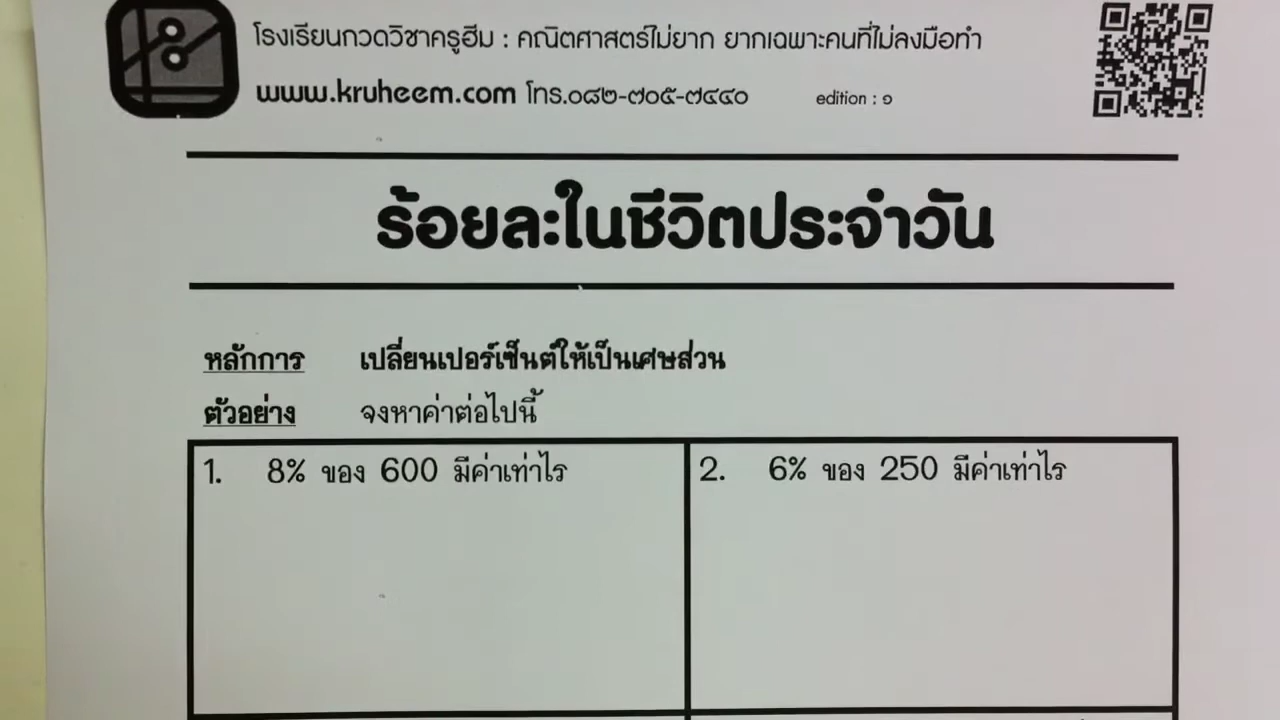 โรงเรียนกวดวิชาครูฮีม : คณิตศาสตร์ไม่ยาก ยากเฉพาะคนที่ไม่ลงมือทำ
www.kruheem.com โทร.๐๘๒-๗๐๕-๗๔๔๐ edition : ๑
ร้อยละในชีวิตประจำวัน
หลักการ เปลี่ยนเปอร์เซ็นต์ให้เป็นเศษส่วน
ตัวอย่าง จงหาค่าต่อไปนี้
1. 8% ของ 600 มีค่าเท่าไร
2. 6% ของ 250 มีค่าเท่าไร